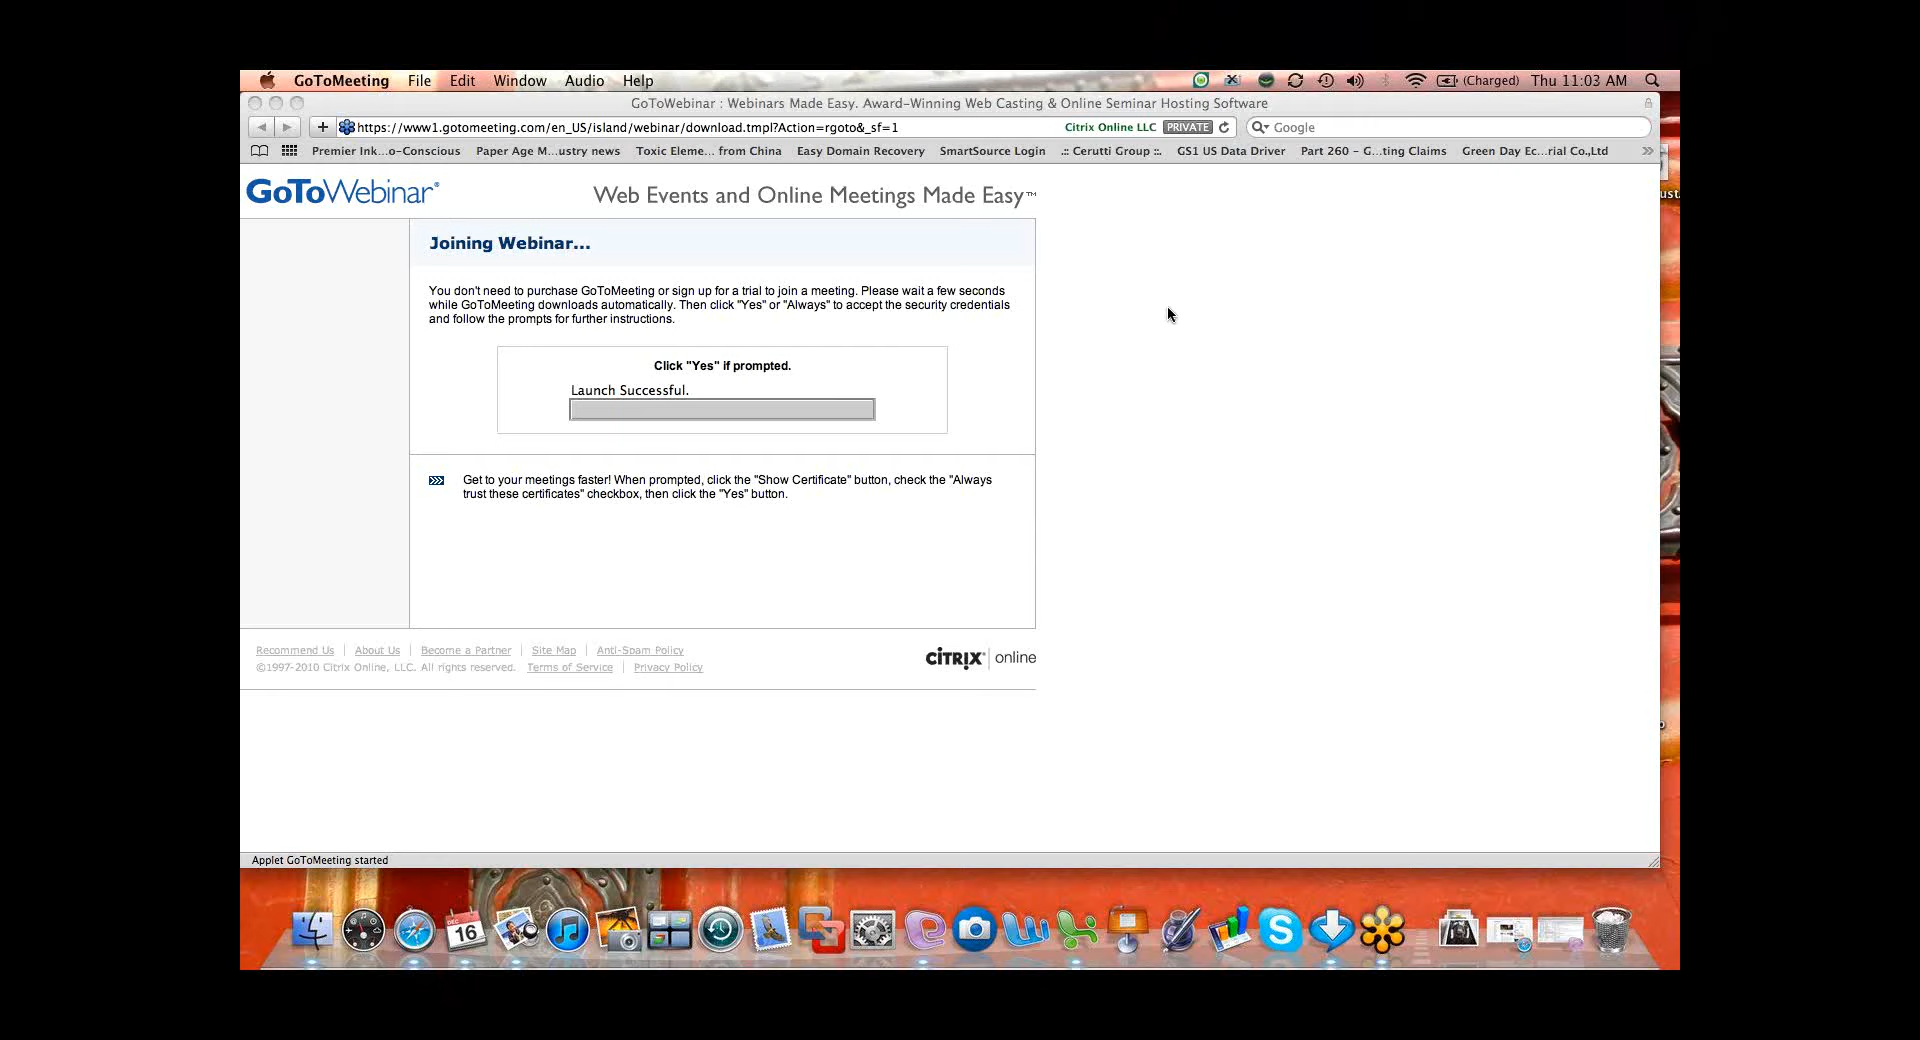 GoToMeeting File Edit Window Audio Help (Charged) Thu 11:03 AM
GoToWebinar : Webinars Made Easy. Award-Winning Web Casting & Online Seminar Hosting Software
https://www1.gotomeeting.com/en_US/island/webinar/download.tmpl?Action=rgoto&_sf=1 Citrix Online LLC PRIVATE Google
Premier Ink...o-Conscious Paper Age M...ustry news Toxic Eleme... from China Easy Domain Recovery SmartSource Login .:: Cerutti Group ::. GS1 US Data Driver Part 260 - G...ting Claims Green Day Ec...rial Co.,Ltd
GoToWebinar® Web Events and Online Meetings Made Easy™
Joining Webinar...
You don't need to purchase GoToMeeting or sign up for a trial to join a meeting. Please wait a few seconds
while GoToMeeting downloads automatically. Then click "Yes" or "Always" to accept the security credentials
and follow the prompts for further instructions.
Click "Yes" if prompted.
Launch Successful.
Get to your meetings faster! When prompted, click the "Show Certificate" button, check the "Always
trust these certificates" checkbox, then click the "Yes" button.
Recommend Us | About Us | Become a Partner | Site Map | Anti-Spam Policy
©1997-2010 Citrix Online, LLC. All rights reserved. Terms of Service | Privacy Policy
CITRIX® online
Applet GoToMeeting started
DEC
16